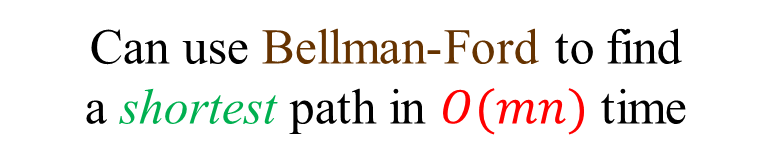 Can use Bellman-Ford to find
a shortest path in O(mn) time